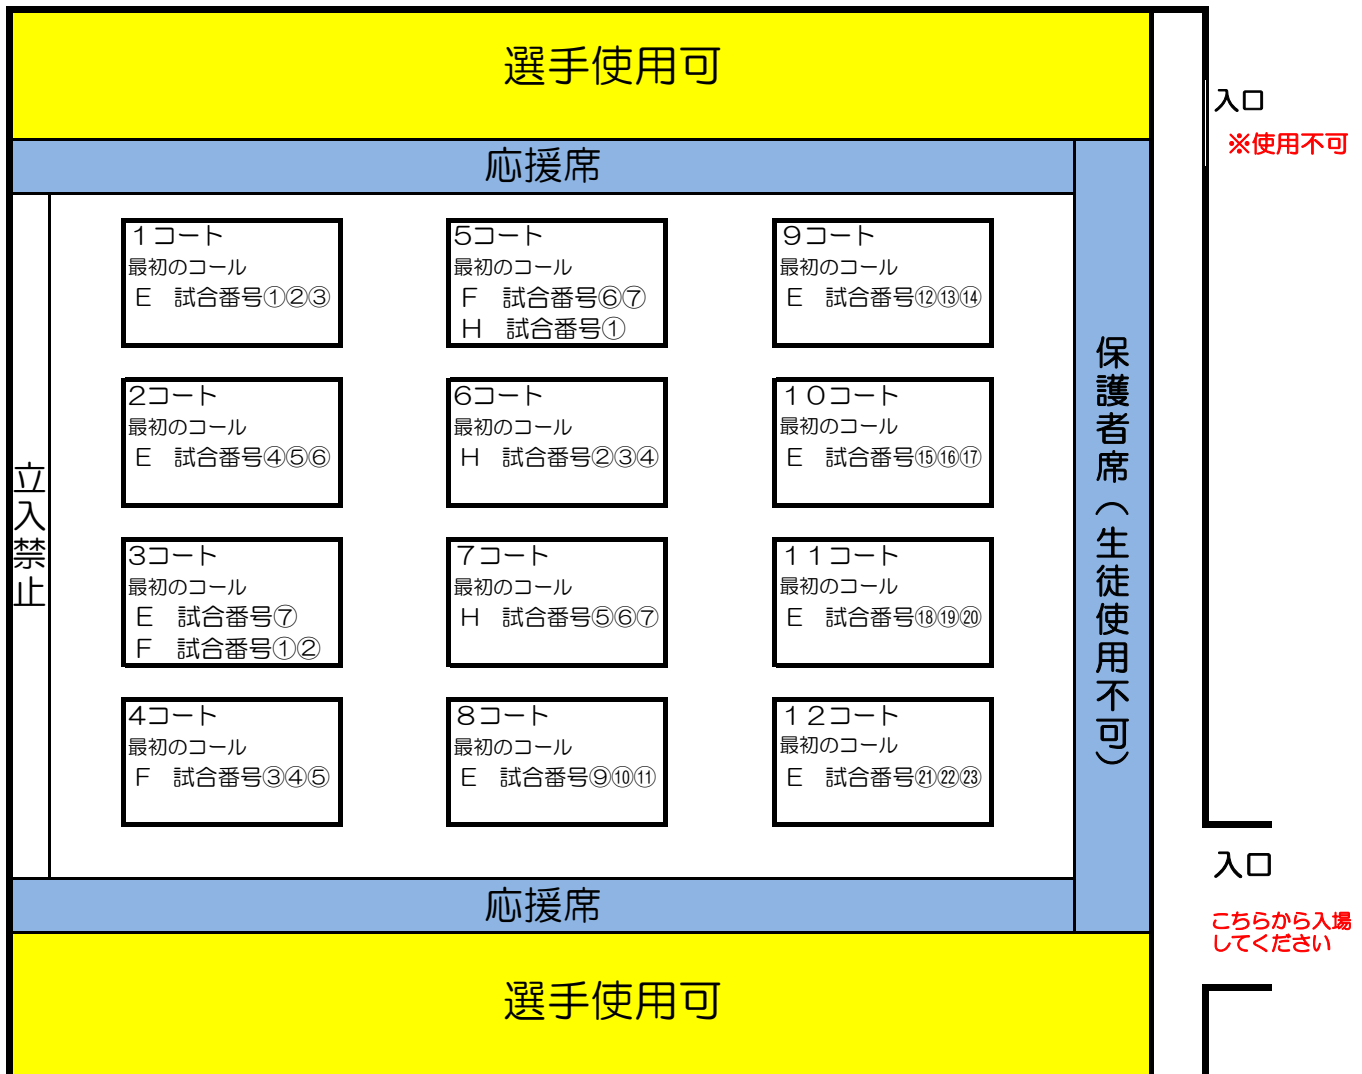 選手使用可
入口
※使用不可
応援席
１コート
最初のコール
Ｅ　試合番号①②③
５コート
最初のコール
Ｆ　試合番号⑥⑦
Ｈ　試合番号①
９コート
最初のコール
Ｅ　試合番号⑫⑬⑭
２コート
最初のコール
Ｅ　試合番号④⑤⑥
６コート
最初のコール
Ｈ　試合番号②③④
１０コート
最初のコール
Ｅ　試合番号⑮⑯⑰
３コート
最初のコール
Ｅ　試合番号⑦
Ｆ　試合番号①②
７コート
最初のコール
Ｈ　試合番号⑤⑥⑦
１１コート
最初のコール
Ｅ　試合番号⑱⑲⑳
４コート
最初のコール
Ｆ　試合番号③④⑤
８コート
最初のコール
Ｅ　試合番号⑨⑩⑪
１２コート
最初のコール
Ｅ　試合番号㉑㉒㉓
立入禁止
保護者席（生徒使用不可）
入口
こちらから入場
してください
応援席
選手使用可